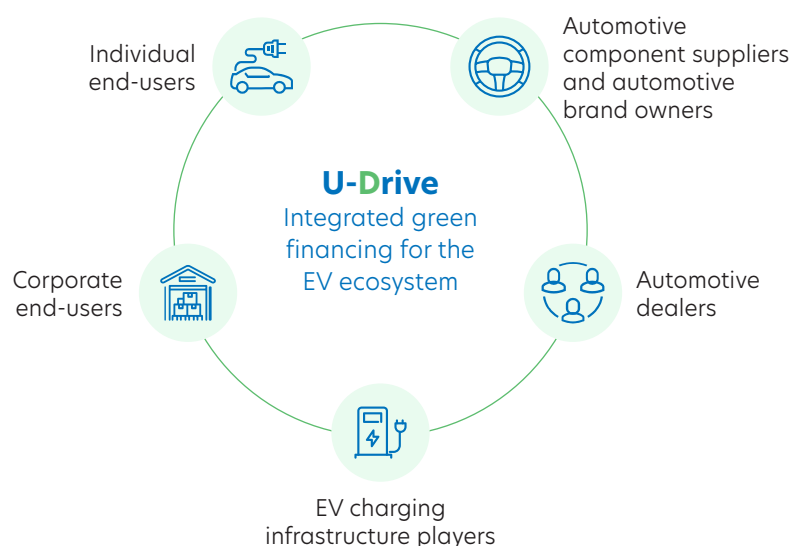 Individual
end-users
Automotive
component suppliers
and automotive
brand owners
U-Drive
Integrated green
financing for the
EV ecosystem
Corporate
end-users
Automotive
dealers
EV charging
infrastructure players